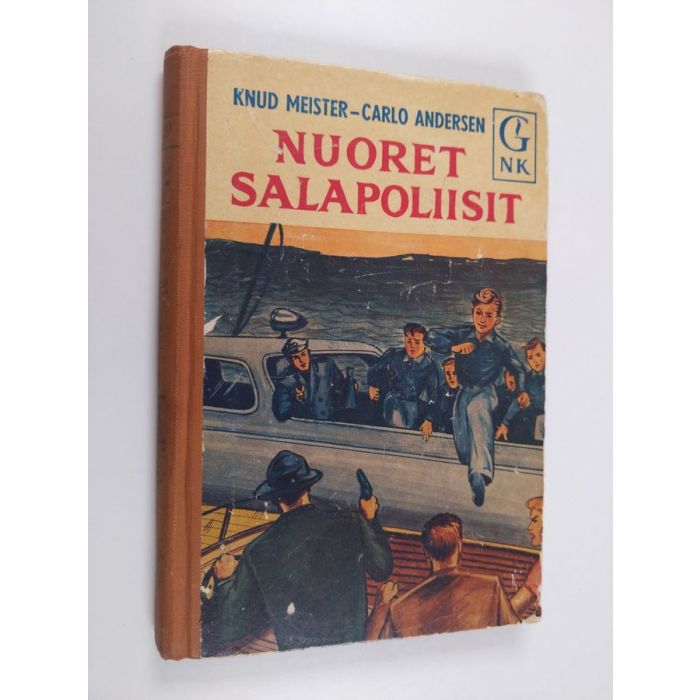 KNUD MEISTER–CARLO ANDERSEN
G
NK
NUORET
SALAPOLIISIT